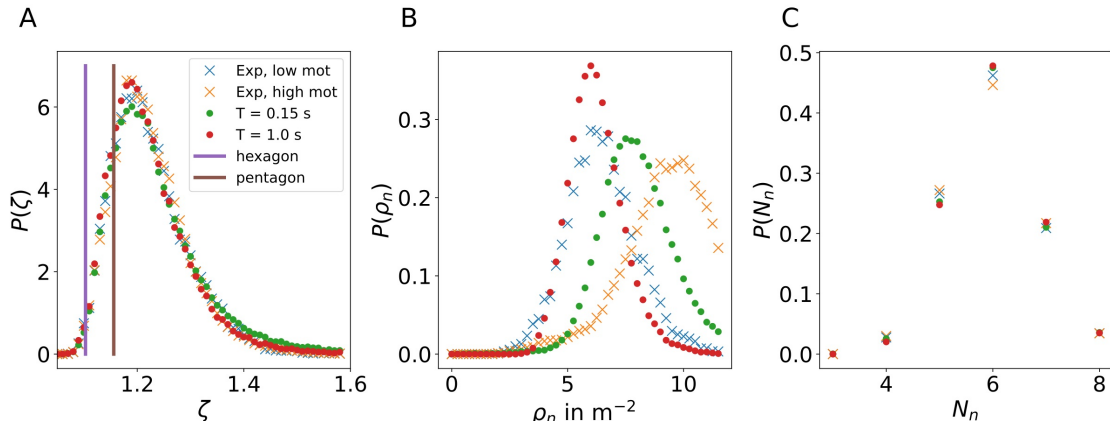 A
P(ζ)
6
4
2
0
1.2
1.4
1.6
ζ
Exp, low mot
Exp, high mot
T = 0.15 s
T = 1.0 s
hexagon
pentagon
B
P(ρn)
0.3
0.2
0.1
0.0
0
5
10
ρn in m⁻²
C
P(Nn)
0.5
0.4
0.3
0.2
0.1
0.0
4
6
8
Nn